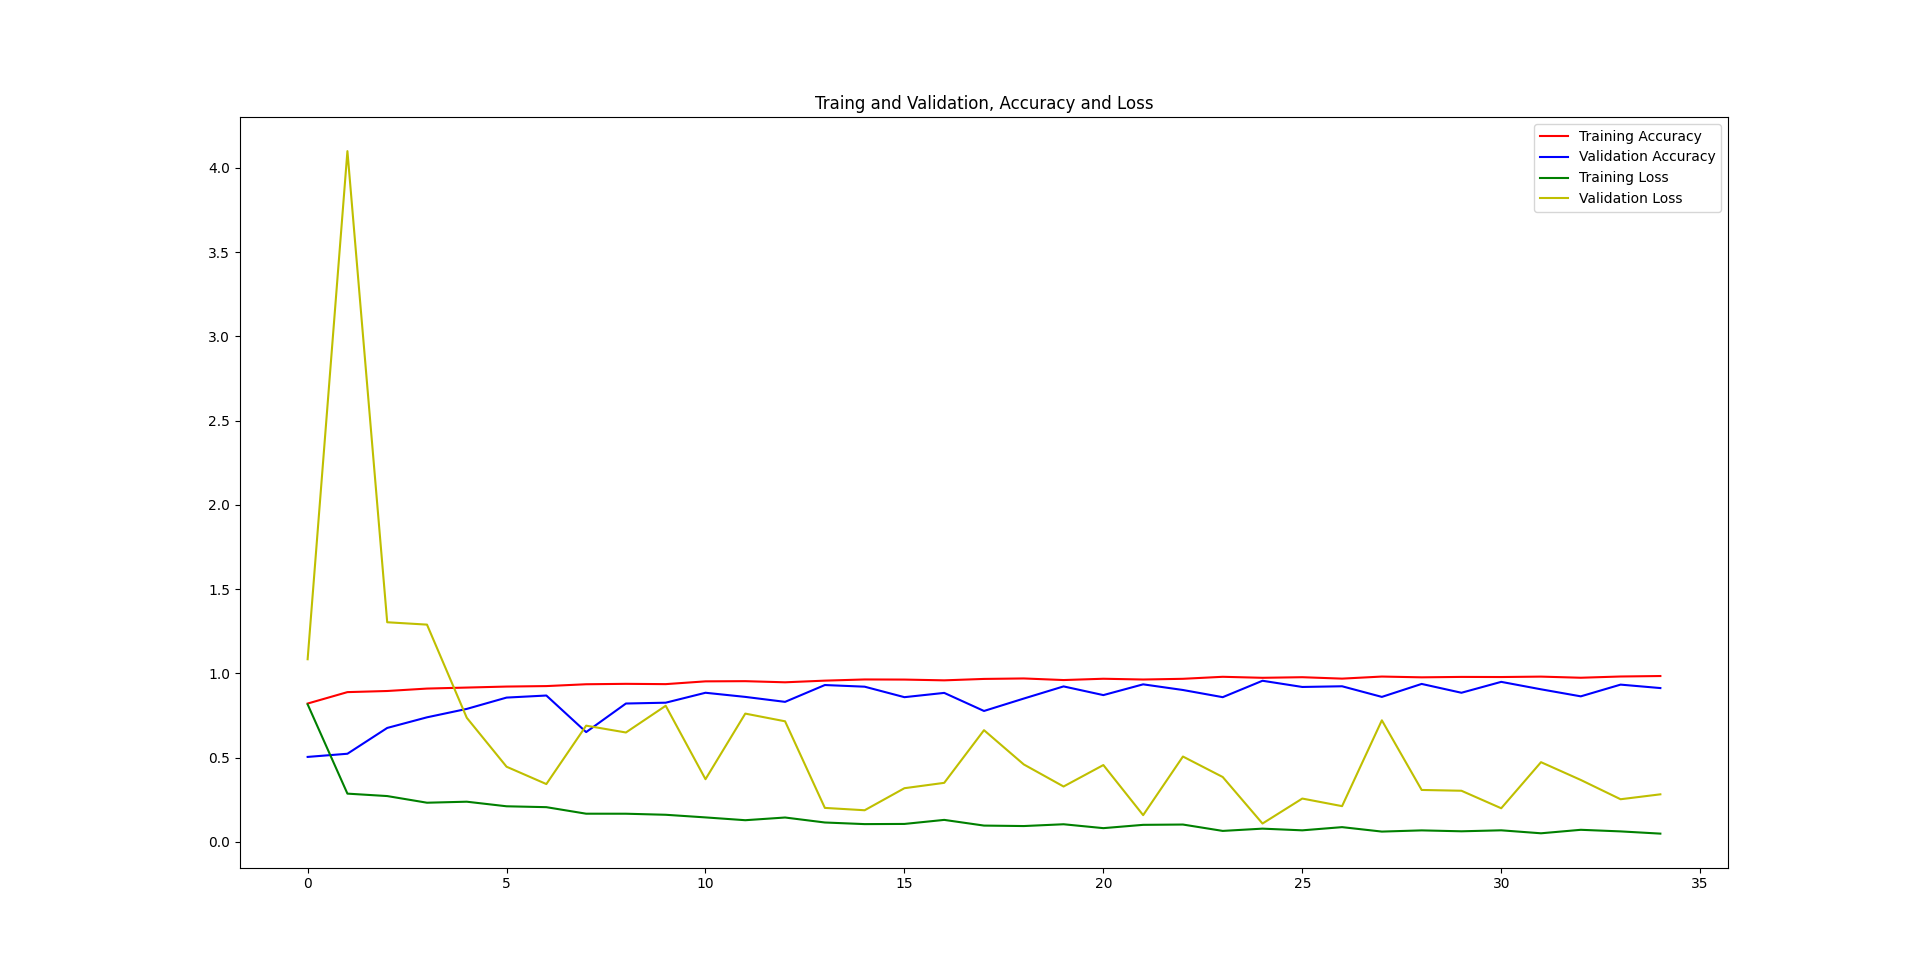 Traing and Validation, Accuracy and Loss
Training Accuracy
Validation Accuracy
Training Loss
Validation Loss
4.0
3.5
3.0
2.5
2.0
1.5
1.0
0.5
0.0
0 5 10 15 20 25 30 35